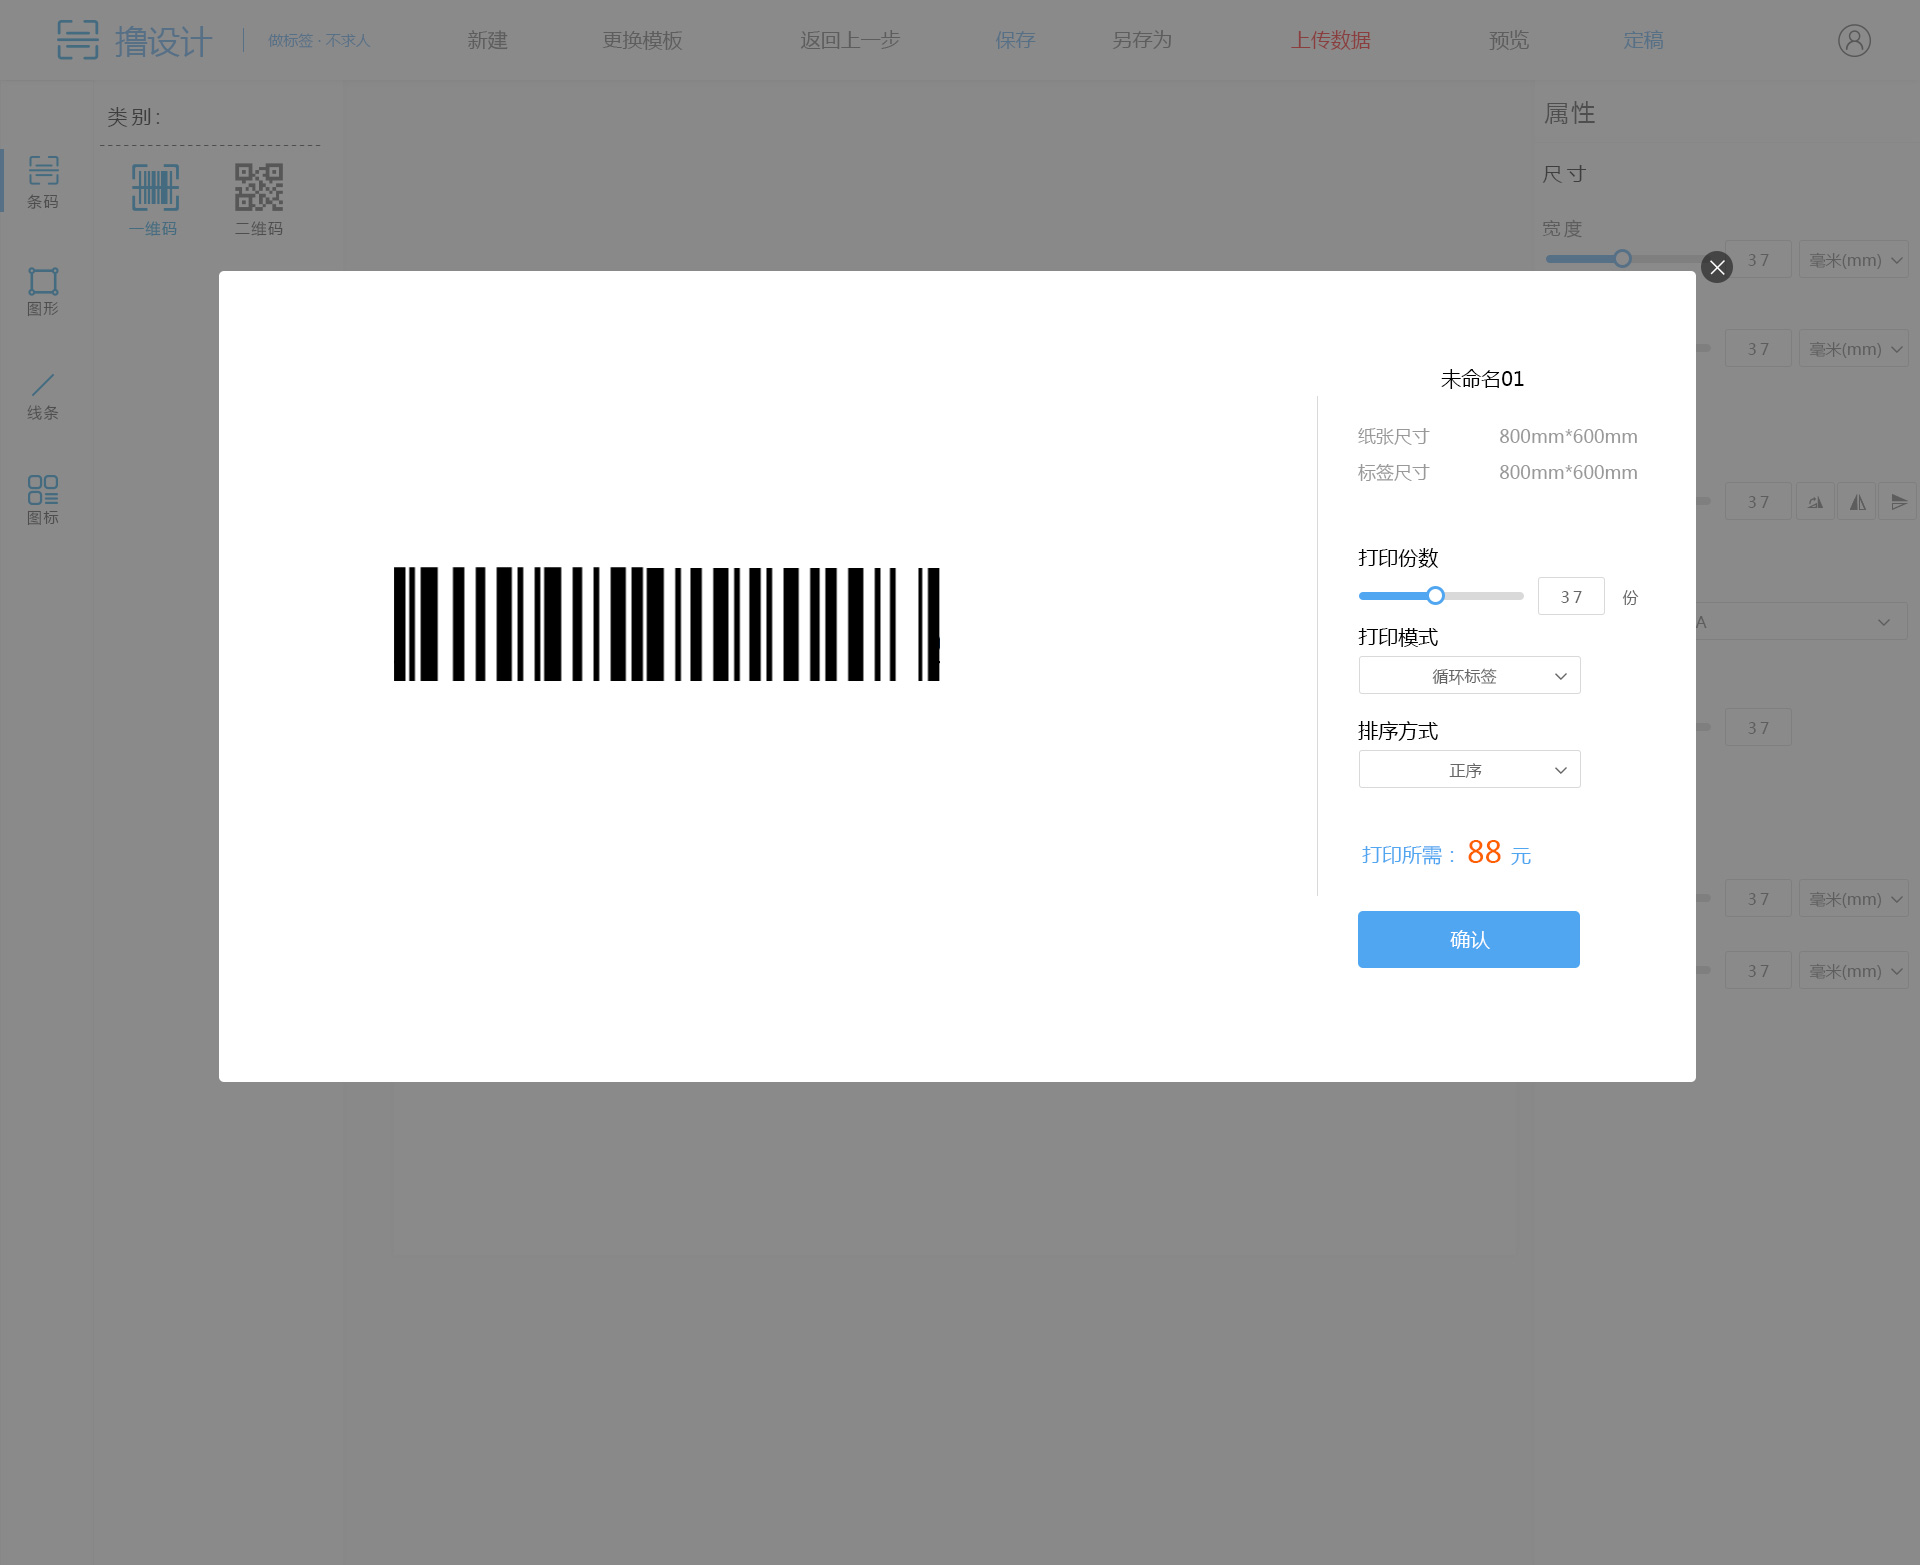 撸设计
做标签 · 不求人
新建
更换模板
返回上一步
保存
另存为
上传数据
预览
定稿
条码
图形
线条
图标
类别:
一维码
二维码
属性
尺寸
宽度
37
毫米(mm)
37
毫米(mm)
37
A
37
37
毫米(mm)
37
毫米(mm)
未命名01
纸张尺寸 800mm*600mm
标签尺寸 800mm*600mm
打印份数
37 份
打印模式
循环标签
排序方式
正序
打印所需： 88 元
确认